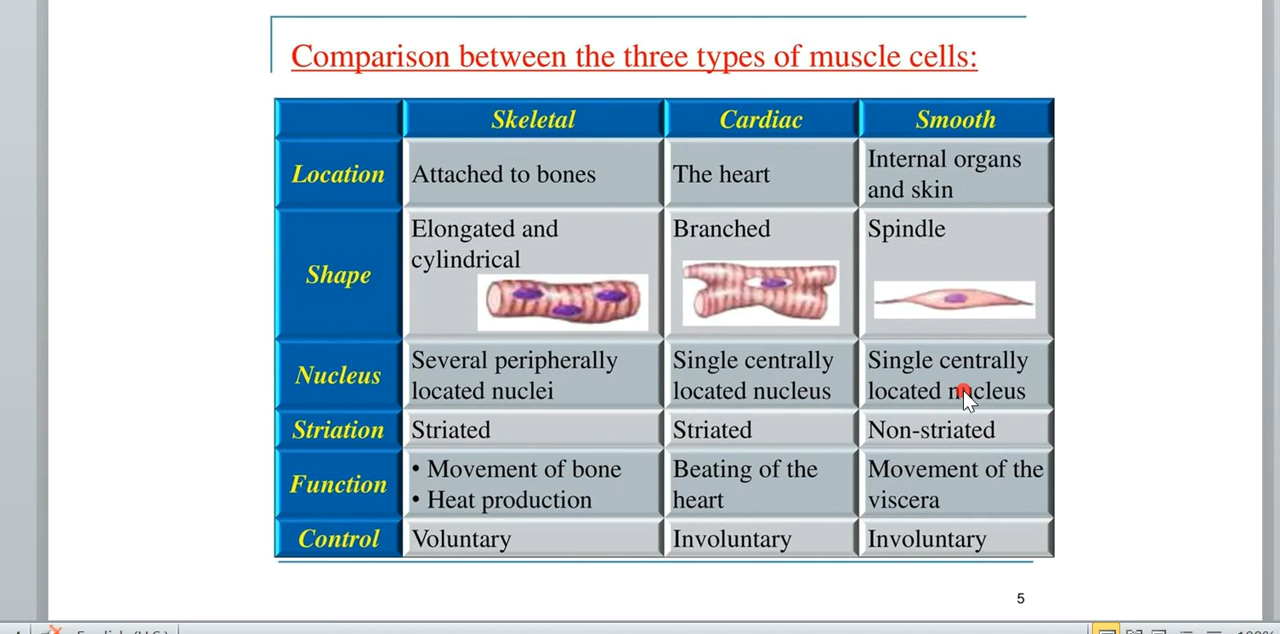 Comparison between the three types of muscle cells:
Skeletal Cardiac Smooth
Location Attached to bones The heart Internal organs
and skin
Shape Elongated and
cylindrical Branched Spindle
Nucleus Several peripherally
located nuclei Single centrally
located nucleus Single centrally
located nucleus
Striation Striated Striated Non-striated
Function • Movement of bone
• Heat production Beating of the
heart Movement of the
viscera
Control Voluntary Involuntary Involuntary
5